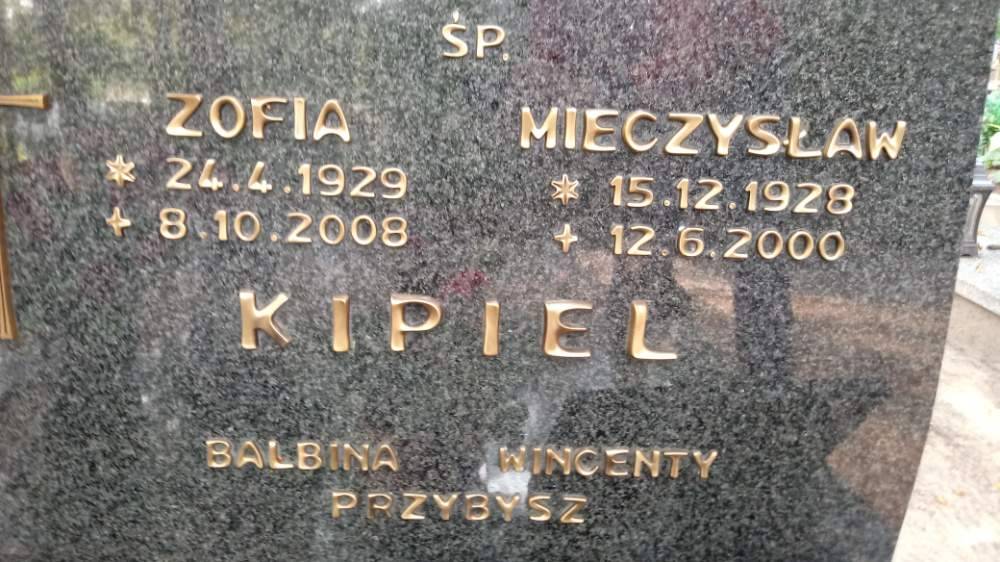 ŚP.
ZOFIA MIECZYSŁAW
* 24.4.1929 * 15.12.1928
+ 8.10.2008 + 12.6.2000
KIPIEL
BALBINA WINCENTY
PRZYBYSZ